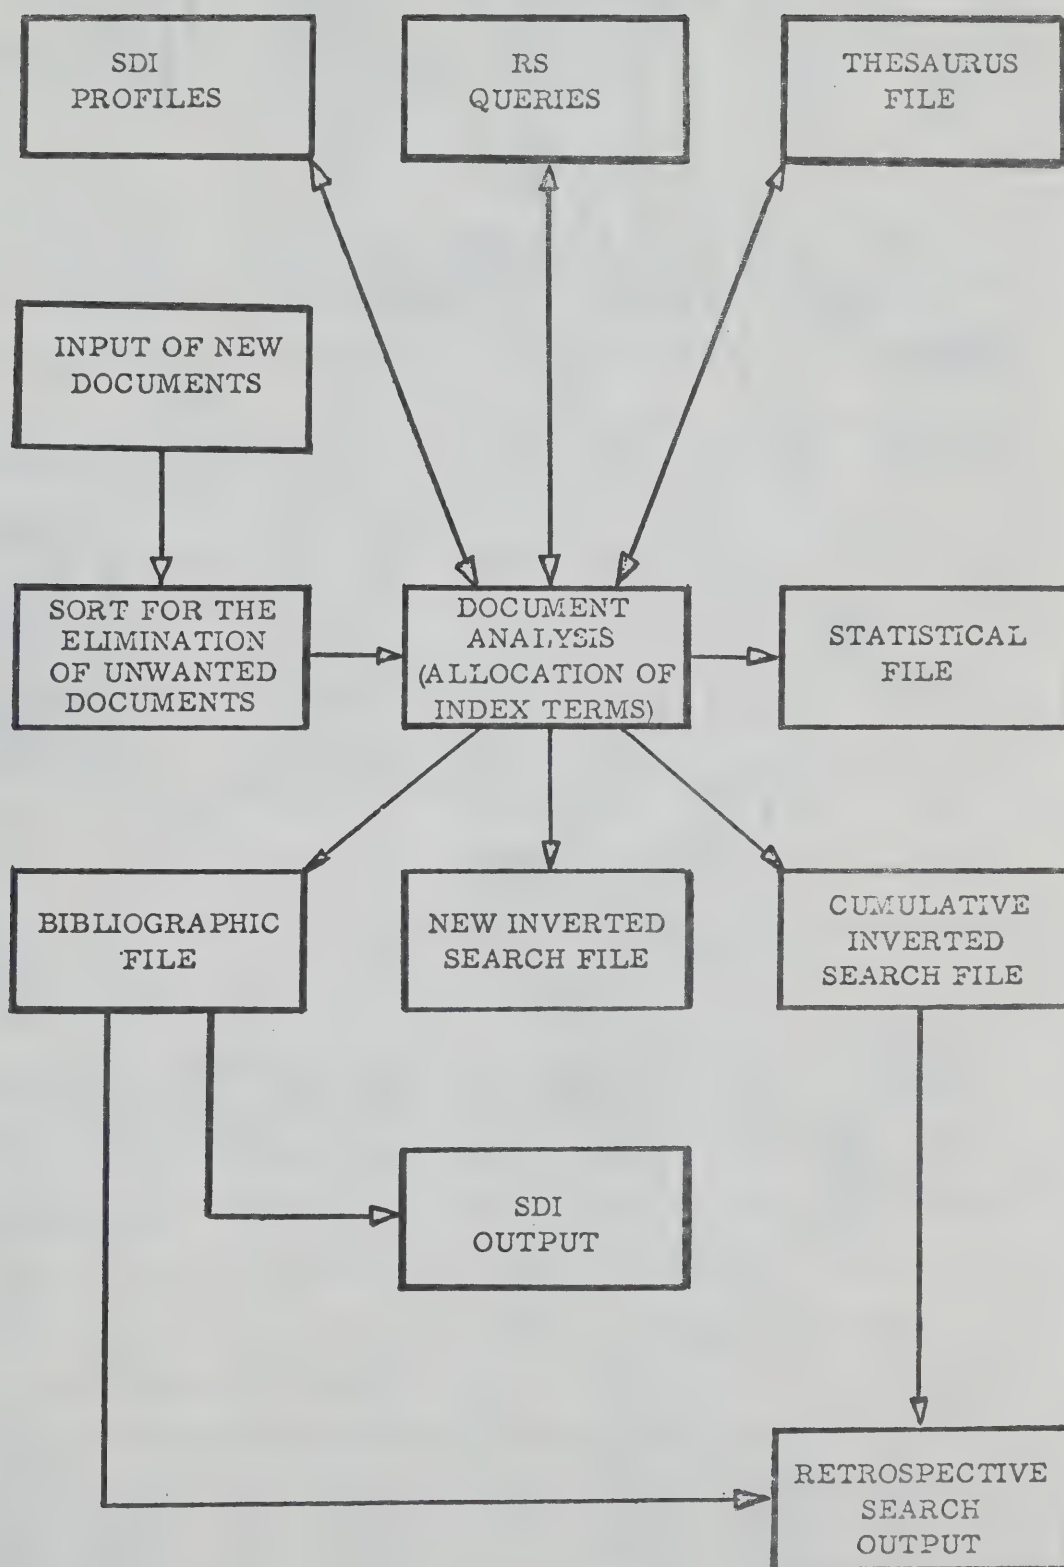 SDI
PROFILES
RS
QUERIES
THESAURUS
FILE
INPUT OF NEW
DOCUMENTS
SORT FOR THE
ELIMINATION
OF UNWANTED
DOCUMENTS
DOCUMENT
ANALYSIS
(ALLOCATION OF
INDEX TERMS)
STATISTICAL
FILE
BIBLIOGRAPHIC
FILE
NEW INVERTED
SEARCH FILE
CUMULATIVE
INVERTED
SEARCH FILE
SDI
OUTPUT
RETROSPECTIVE
SEARCH
OUTPUT